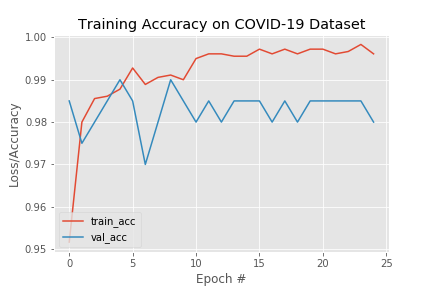 Training Accuracy on COVID-19 Dataset
1.00
0.99
0.98
0.97
0.96
0.95
Loss/Accuracy
train_acc
val_acc
0 5 10 15 20 25
Epoch #